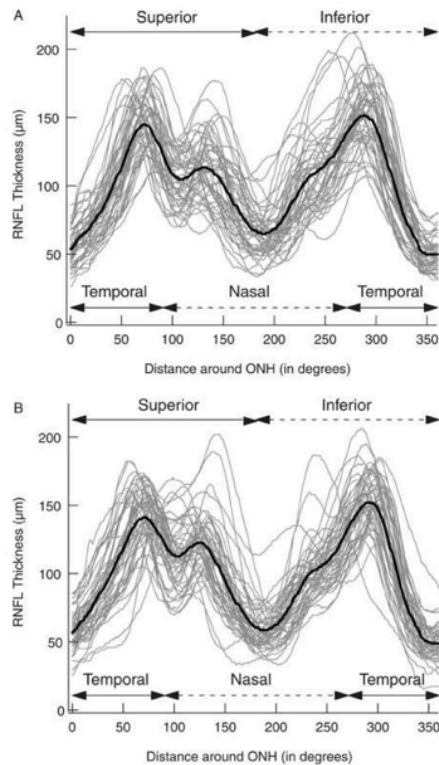 A
Superior Inferior
200
150
100
50
0
RNFL Thickness (µm)
Temporal Nasal Temporal
0 50 100 150 200 250 300 350
Distance around ONH (in degrees)
B
Superior Inferior
200
150
100
50
0
RNFL Thickness (µm)
Temporal Nasal Temporal
0 50 100 150 200 250 300 350
Distance around ONH (in degrees)